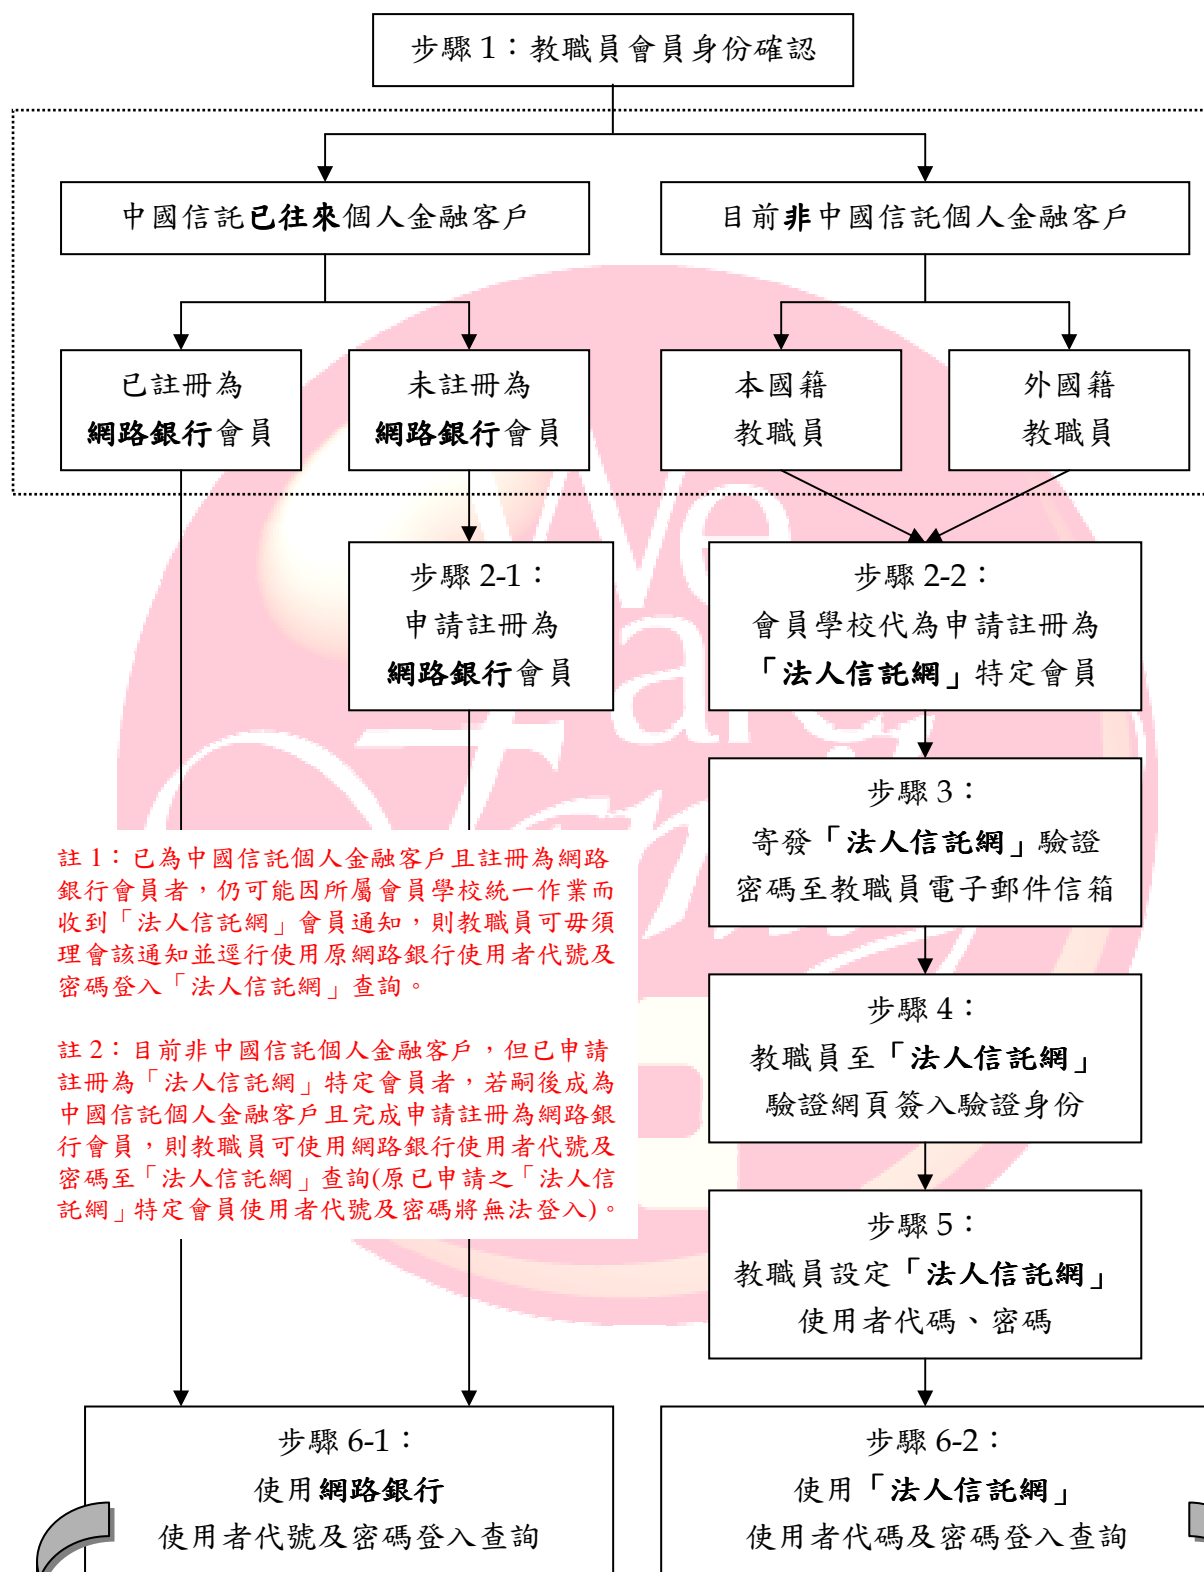 步驟 1：教職員會員身份確認
中國信託已往來個人金融客戶
目前非中國信託個人金融客戶
已註冊為
網路銀行會員
未註冊為
網路銀行會員
本國籍
教職員
外國籍
教職員
步驟 2-1：
申請註冊為
網路銀行會員
步驟 2-2：
會員學校代為申請註冊為
「法人信託網」特定會員
步驟 3：
寄發「法人信託網」驗證
密碼至教職員電子郵件信箱
註 1：已為中國信託個人金融客戶且註冊為網路
銀行會員者，仍可能因所屬會員學校統一作業而
收到「法人信託網」會員通知，則教職員可毋須
理會該通知並逕行使用原網路銀行使用者代號及
密碼登入「法人信託網」查詢。
註 2：目前非中國信託個人金融客戶，但已申請
註冊為「法人信託網」特定會員者，若嗣後成為
中國信託個人金融客戶且完成申請註冊為網路銀
行會員，則教職員可使用網路銀行使用者代號及
密碼至「法人信託網」查詢(原已申請之「法人信
託網」特定會員使用者代號及密碼將無法登入)。
步驟 4：
教職員至「法人信託網」
驗證網頁簽入驗證身份
步驟 5：
教職員設定「法人信託網」
使用者代碼、密碼
步驟 6-1：
使用網路銀行
使用者代號及密碼登入查詢
步驟 6-2：
使用「法人信託網」
使用者代碼及密碼登入查詢
We
are
Family